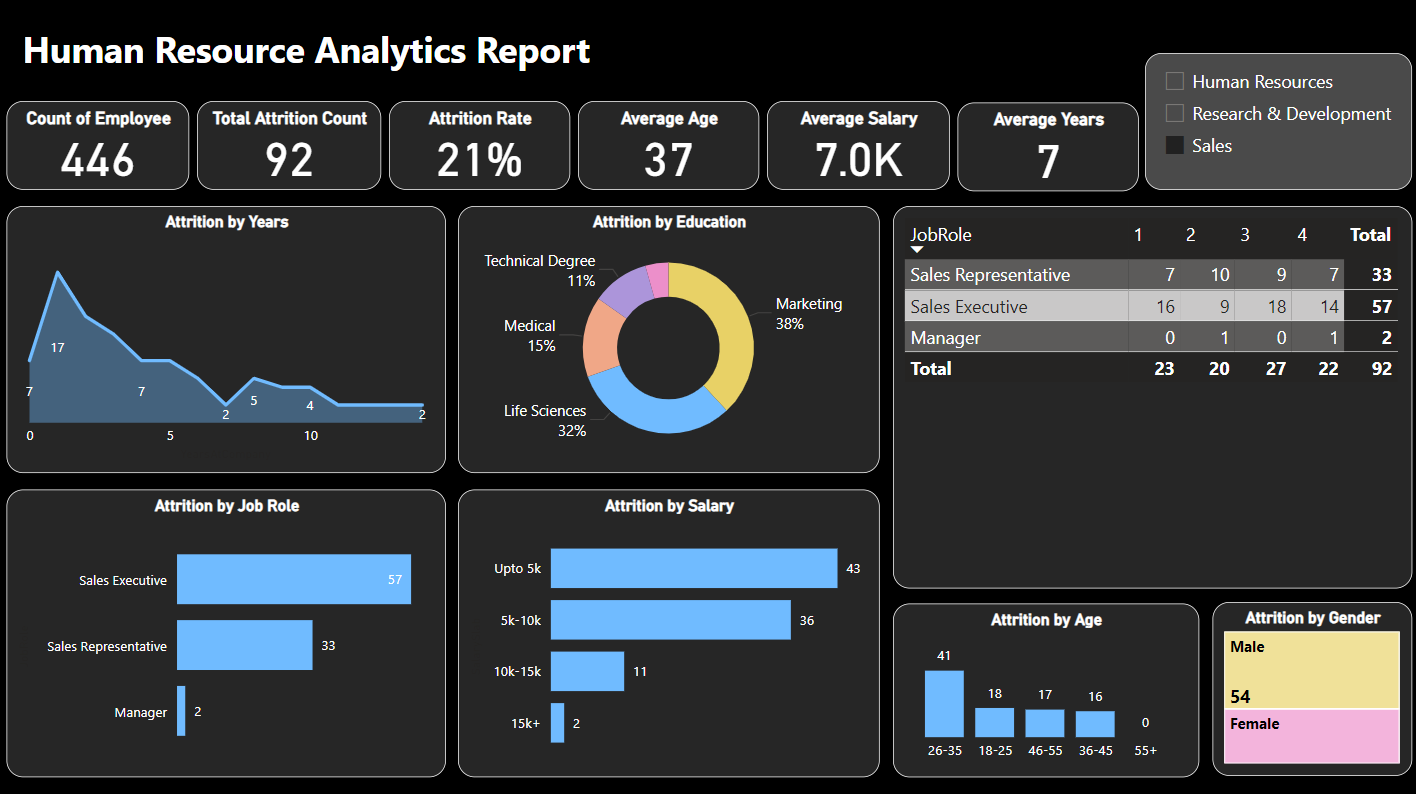 Human Resource Analytics Report
Human Resources
Research & Development
Sales
Count of Employee
446
Total Attrition Count
92
Attrition Rate
21%
Average Age
37
Average Salary
7.0K
Average Years
7
Attrition by Years
17
7
7
2
5
4
2
0
5
10
Attrition by Education
Technical Degree
11%
Marketing
38%
Medical
15%
Life Sciences
32%
JobRole 1 2 3 4 Total
Sales Representative 7 10 9 7 33
Sales Executive 16 9 18 14 57
Manager 0 1 0 1 2
Total 23 20 27 22 92
Attrition by Job Role
Sales Executive 57
Sales Representative 33
Manager 2
Attrition by Salary
Upto 5k 43
5k-10k 36
10k-15k 11
15k+ 2
Attrition by Age
41
18
17
16
0
26-35 18-25 46-55 36-45 55+
Attrition by Gender
Male
54
Female